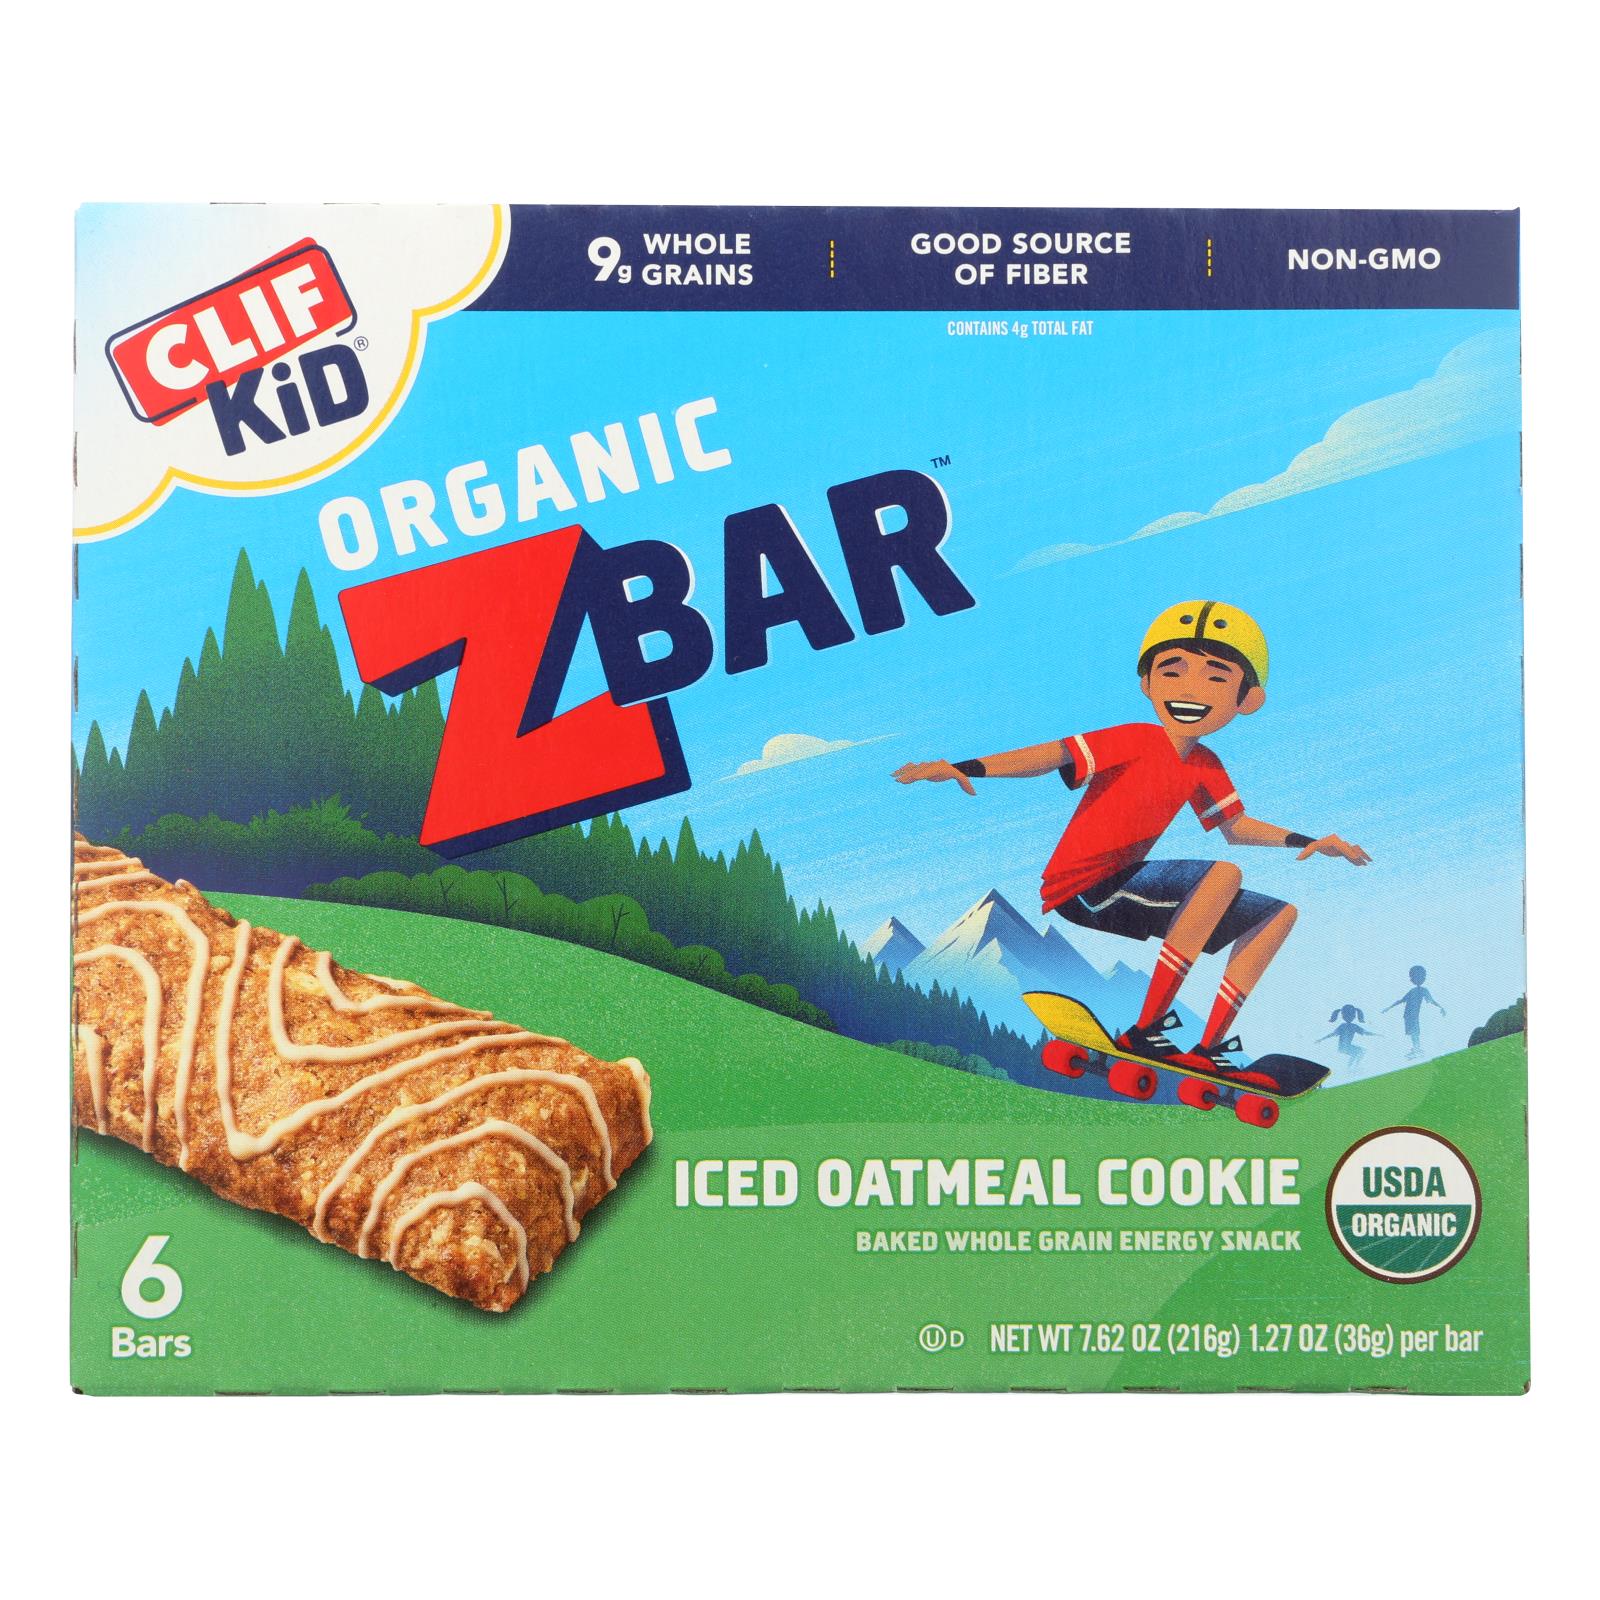 CLIF
KiD®
9g WHOLE
GRAINS
GOOD SOURCE
OF FIBER
NON-GMO
CONTAINS 4g TOTAL FAT
ORGANIC
ZBAR™
ICED OATMEAL COOKIE
BAKED WHOLE GRAIN ENERGY SNACK
USDA
ORGANIC
6
Bars
Ⓤ D NET WT 7.62 OZ (216g) 1.27 OZ (36g) per bar